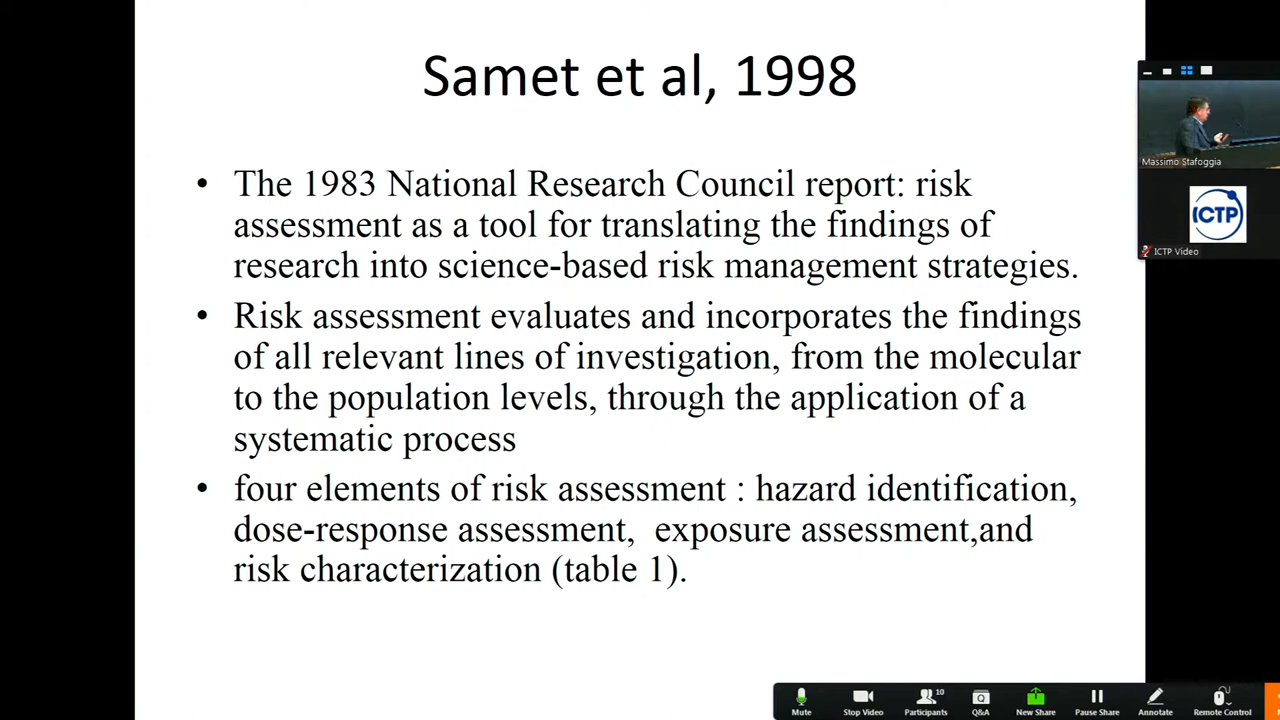 Samet et al, 1998
• The 1983 National Research Council report: risk
assessment as a tool for translating the findings of
research into science-based risk management strategies.
• Risk assessment evaluates and incorporates the findings
of all relevant lines of investigation, from the molecular
to the population levels, through the application of a
systematic process
• four elements of risk assessment : hazard identification,
dose-response assessment,  exposure assessment,and
risk characterization (table 1).
Massimo Stafoggia
ICTP
ICTP Video
Mute
Stop Video
10
Participants
Q&A
New Share
Pause Share
Annotate
Remote Control